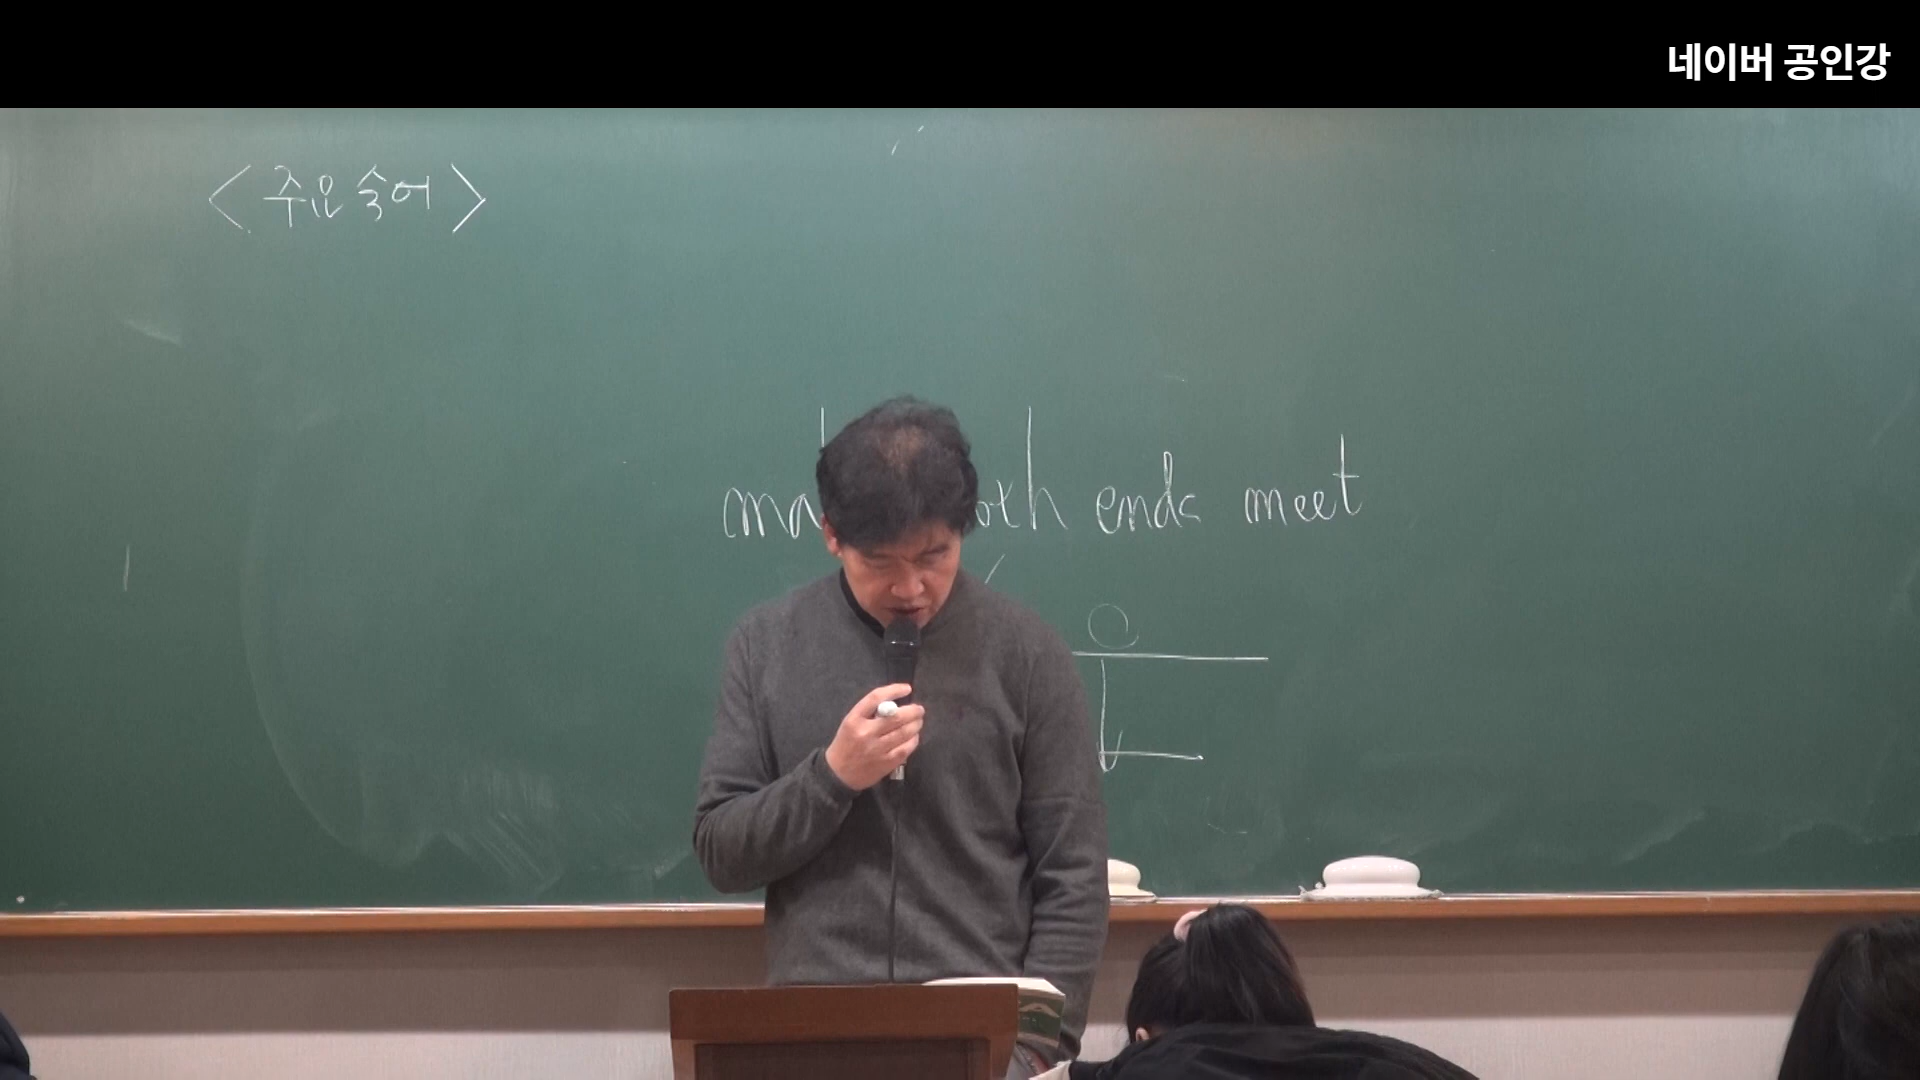 네이버 공인강
<주요 숙어>
ends meet